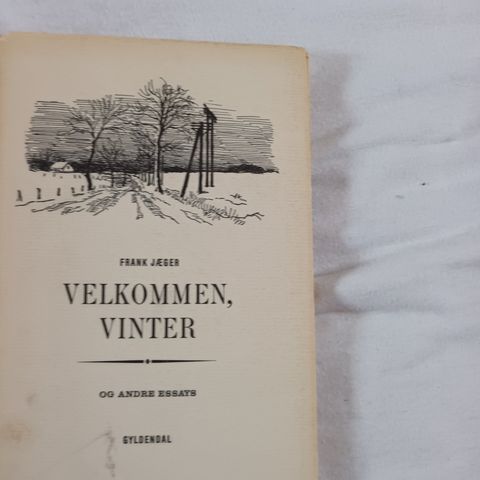 FRANK JÆGER
VELKOMMEN,
VINTER
OG ANDRE ESSAYS
GYLDENDAL